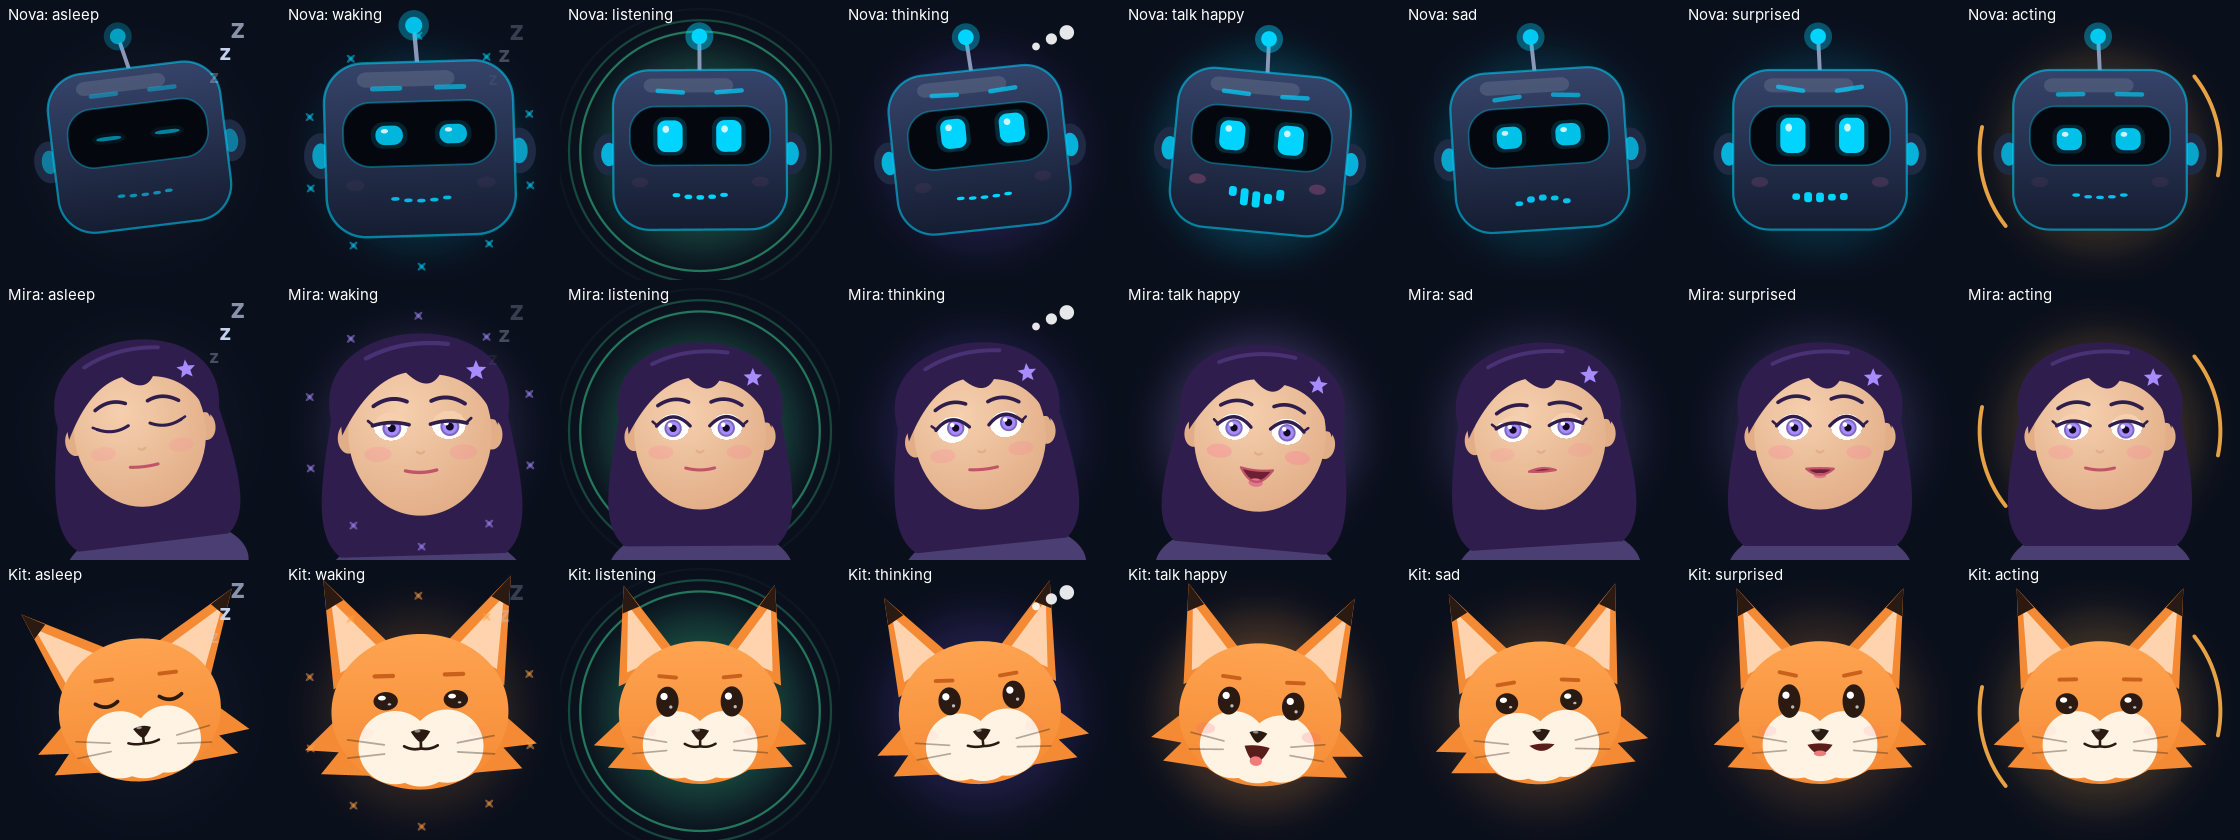 Nova: asleep
Nova: waking
Nova: listening
Nova: thinking
Nova: talk happy
Nova: sad
Nova: surprised
Nova: acting
z
z
Z
z
z
Z
Mira: asleep
Mira: waking
Mira: listening
Mira: thinking
Mira: talk happy
Mira: sad
Mira: surprised
Mira: acting
z
z
Z
z
z
Z
Kit: asleep
Kit: waking
Kit: listening
Kit: thinking
Kit: talk happy
Kit: sad
Kit: surprised
Kit: acting
z
Z
z
Z